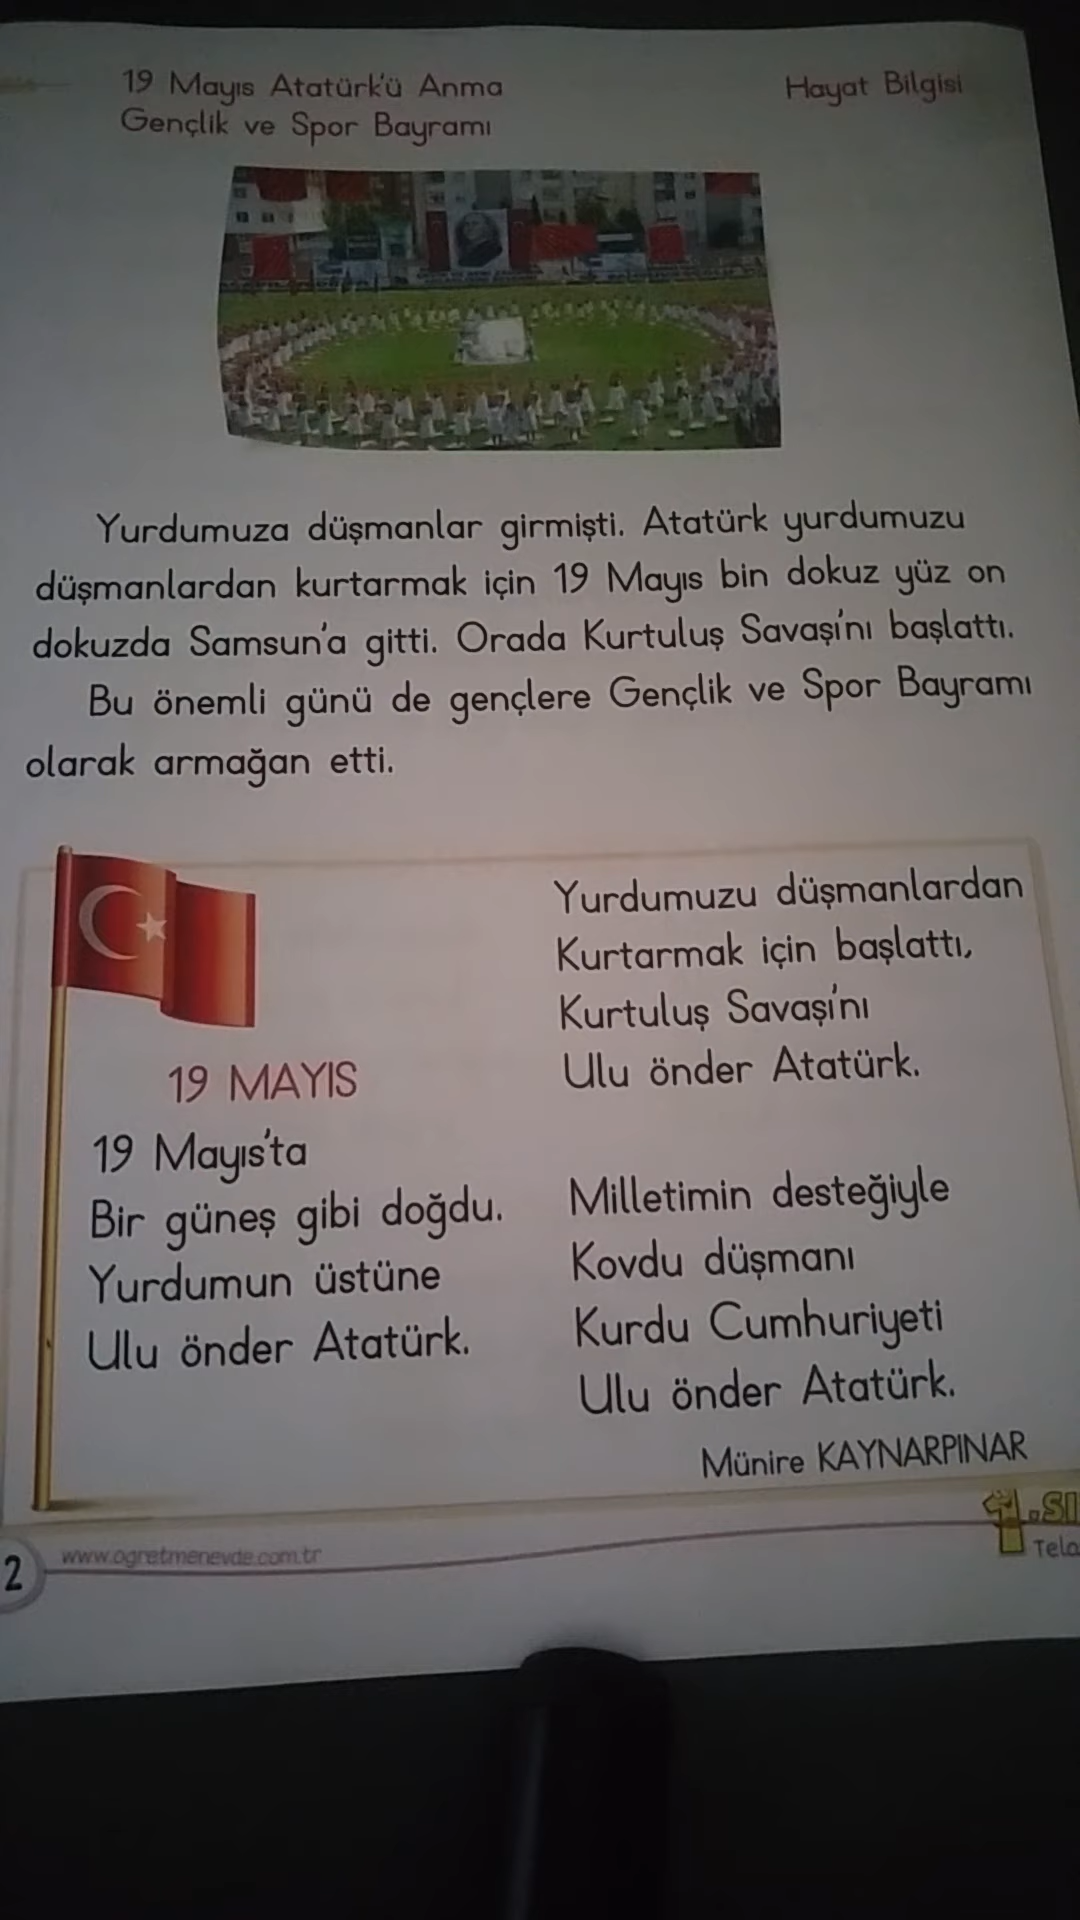 19 Mayıs Atatürk'ü Anma
Gençlik ve Spor Bayramı
Hayat Bilgisi
Yurdumuza düşmanlar girmişti. Atatürk yurdumuzu
düşmanlardan kurtarmak için 19 Mayıs bin dokuz yüz on
dokuzda Samsun'a gitti. Orada Kurtuluş Savaşı'nı başlattı.
Bu önemli günü de gençlere Gençlik ve Spor Bayramı
olarak armağan etti.
19 MAYIS
19 Mayıs'ta
Bir güneş gibi doğdu.
Yurdumun üstüne
Ulu önder Atatürk.
Yurdumuzu düşmanlardan
Kurtarmak için başlattı,
Kurtuluş Savaşı'nı
Ulu önder Atatürk.
Milletimin desteğiyle
Kovdu düşmanı
Kurdu Cumhuriyeti
Ulu önder Atatürk.
Münire KAYNARPINAR
2
www.ogretmenevde.com.tr
1.SI
Tela